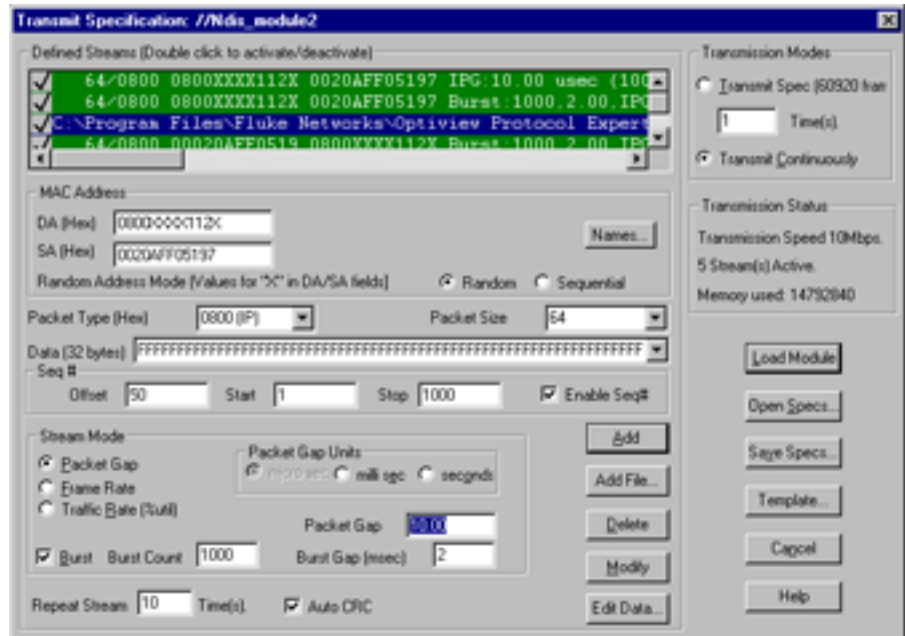 Transmit Specification: //Ndis_module2
Defined Streams (Double click to activate/deactivate)
64/0800 0800XXXX112X 0020AFF05197 IPG:10.00 usec (100
64/0800 0800XXXX112X 0020AFF05197 Burst:1000,2.00,IPG
C:\Program Files\Fluke Networks\Optiview Protocol Expert
64/0800 00020AFF0519 0800XXXX112X Burst:1000,2.00,IPG
MAC Address
DA (Hex) 0800XXXX112X
SA (Hex) 0020AFF05197
Names...
Random Address Mode (Values for "X" in DA/SA fields) Random Sequential
Packet Type (Hex) 0800 (IP) Packet Size 64
Data (32 bytes) FFFFFFFFFFFFFFFFFFFFFFFFFFFFFFFFFFFFFFFFFFFFFFFFFFFFFF
Seq #
Offset 50 Start 1 Stop 1000 Enable Seq#
Stream Mode
Packet Gap
Frame Rate
Traffic Rate (%util)
Packet Gap Units
micro sec milli sec seconds
Packet Gap 10.00
Burst Burst Count 1000 Burst Gap (msec) 2
Repeat Stream 10 Time(s). Auto CRC
Add
Add File...
Delete
Modify
Edit Data...
Transmission Modes
Transmit Spec (60920 fram
1 Time(s).
Transmit Continuously
Transmission Status
Transmission Speed 10Mbps.
5 Stream(s) Active.
Memory used: 14792840
Load Module
Open Specs...
Save Specs...
Template...
Cancel
Help